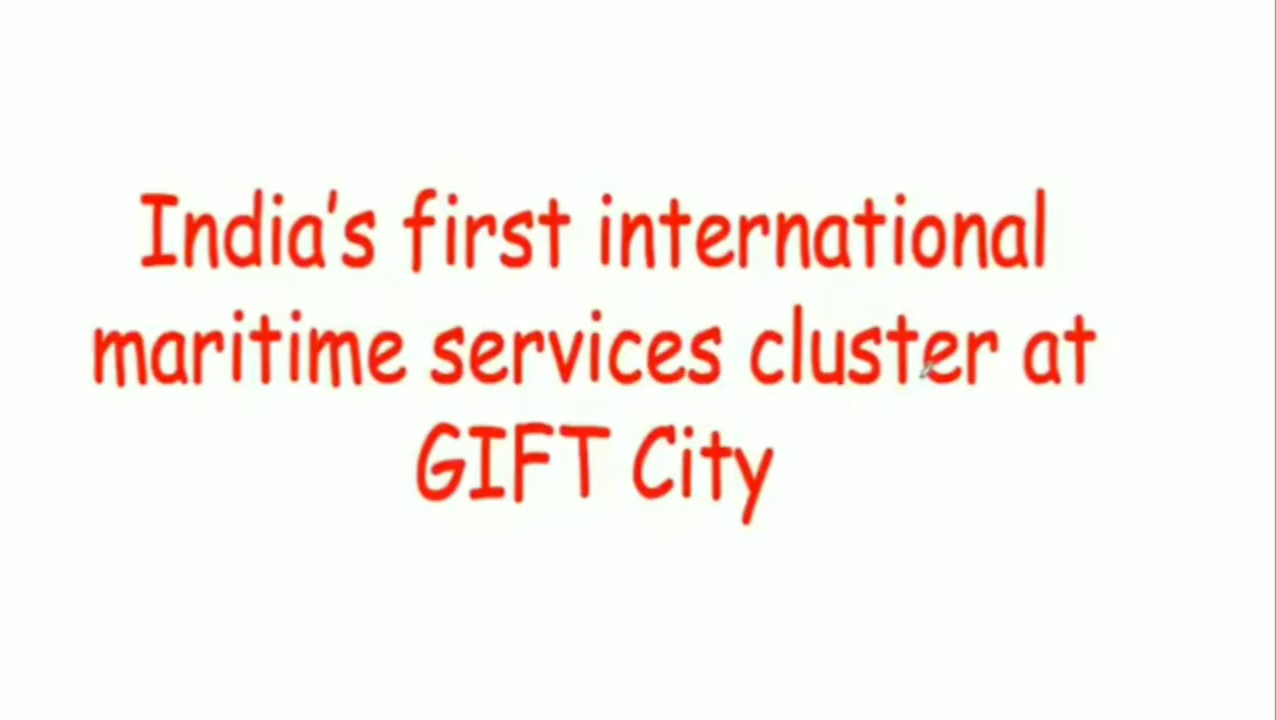 India's first international
maritime services cluster at
GIFT City